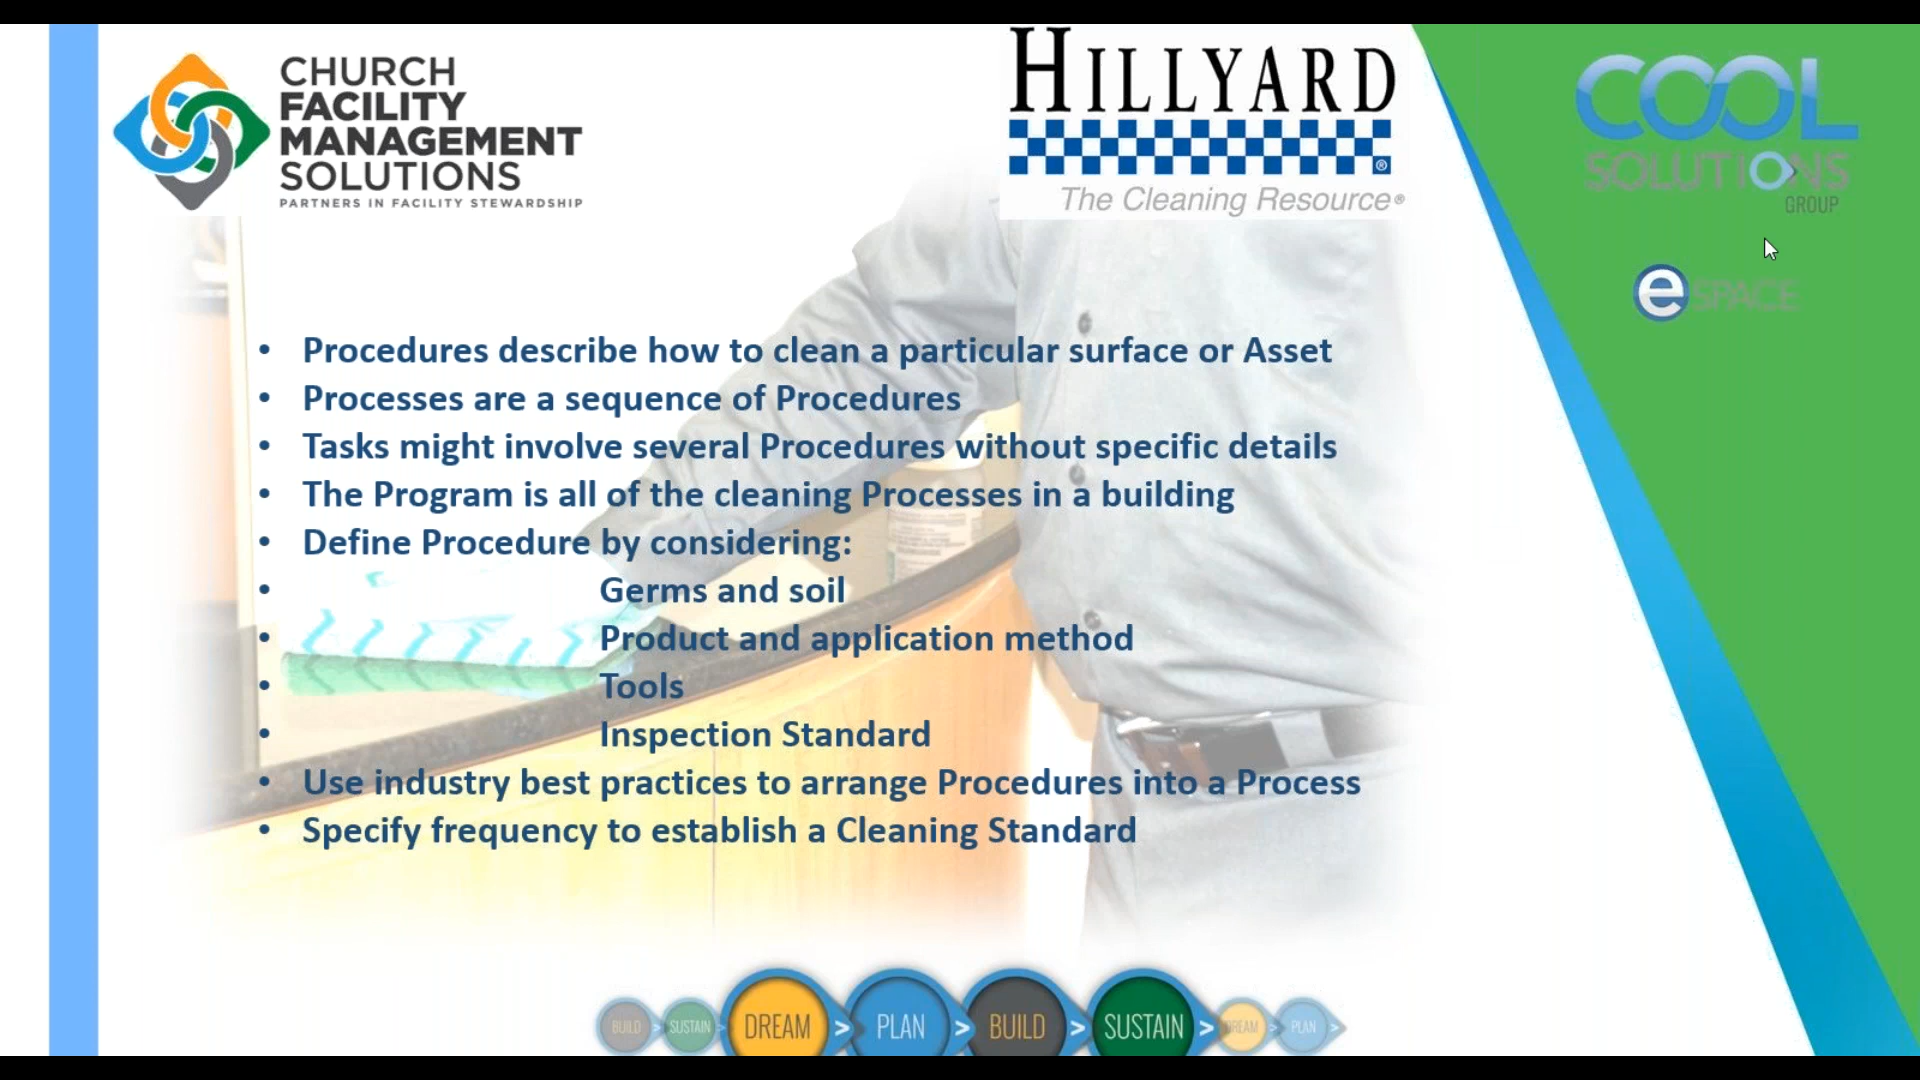 CHURCH
FACILITY
MANAGEMENT
SOLUTIONS
PARTNERS IN FACILITY STEWARDSHIP
HILLYARD
®
The Cleaning Resource®
COOL
SOLUTIONS
GROUP
eSPACE
• Procedures describe how to clean a particular surface or Asset
• Processes are a sequence of Procedures
• Tasks might involve several Procedures without specific details
• The Program is all of the cleaning Processes in a building
• Define Procedure by considering:
• Germs and soil
• Product and application method
• Tools
• Inspection Standard
• Use industry best practices to arrange Procedures into a Process
• Specify frequency to establish a Cleaning Standard
BUILD > SUSTAIN > DREAM > PLAN > BUILD > SUSTAIN > DREAM > PLAN >